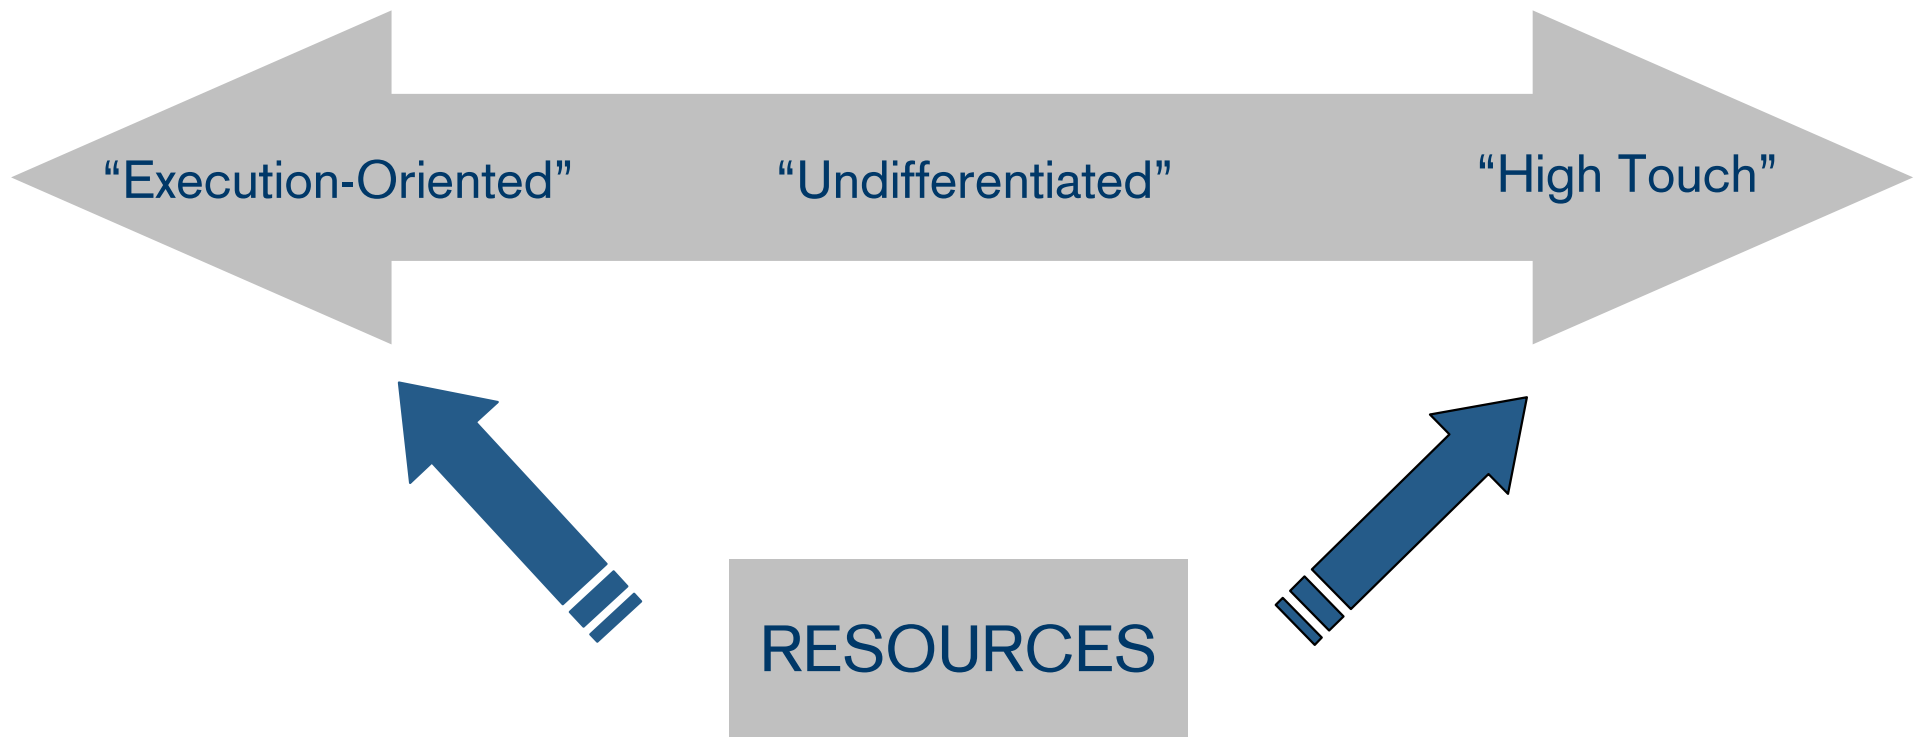 “Execution-Oriented”
“Undifferentiated”
“High Touch”
RESOURCES